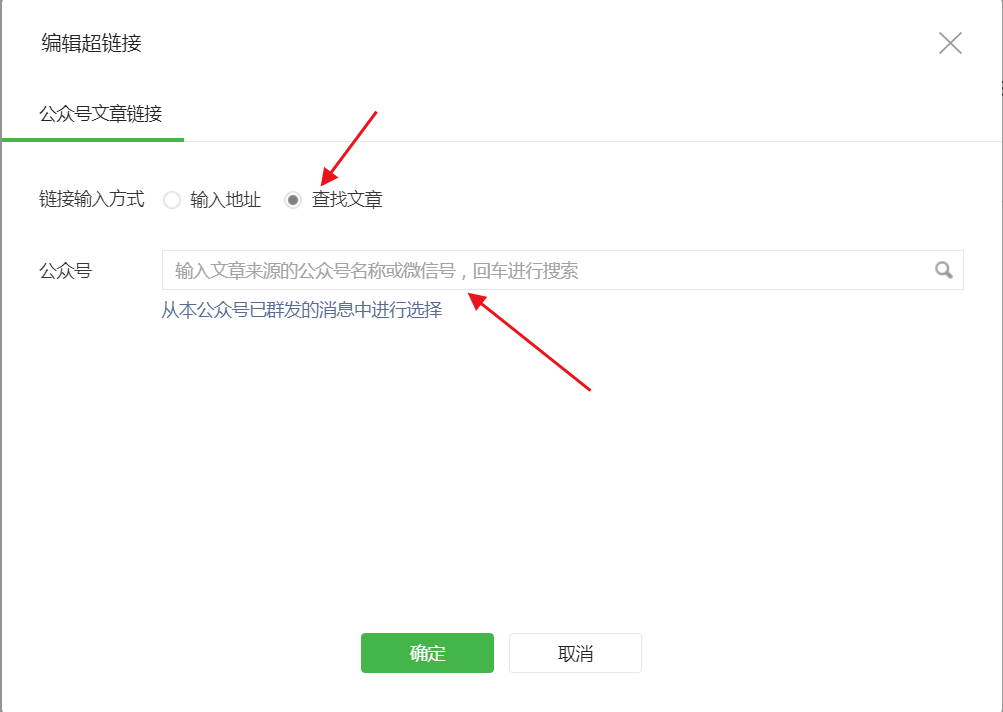 编辑超链接
公众号文章链接
链接输入方式 输入地址 查找文章
公众号 输入文章来源的公众号名称或微信号，回车进行搜索
从本公众号已群发的消息中进行选择
确定 取消